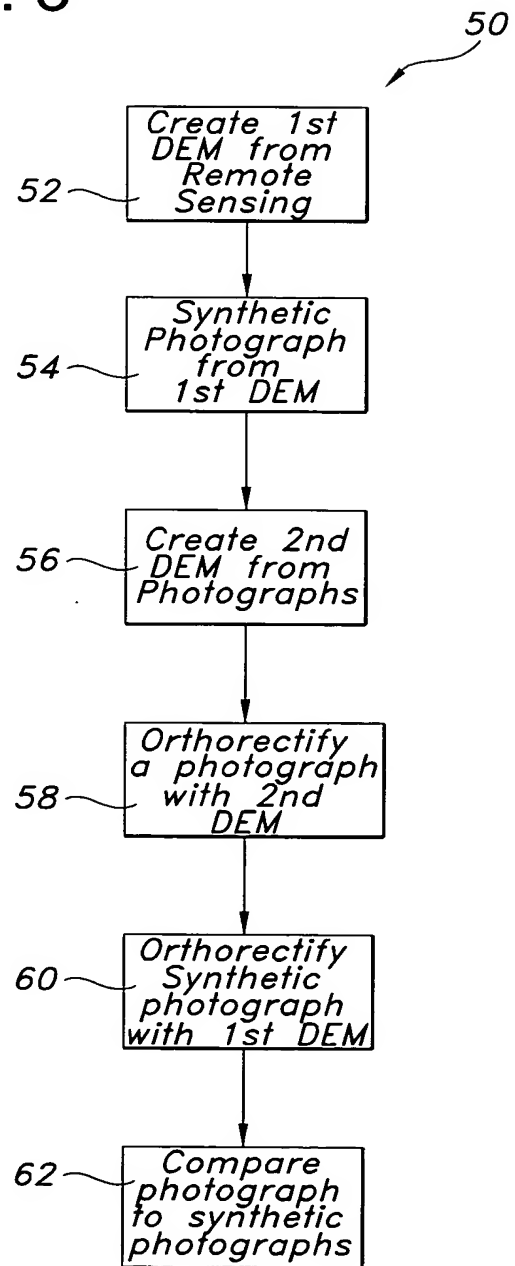 50
Create 1st
DEM from
Remote
Sensing
52
Synthetic
Photograph
from
1st DEM
54
Create 2nd
DEM from
Photographs
56
Orthorectify
a photograph
with 2nd
DEM
58
Orthorectify
Synthetic
photograph
with 1st DEM
60
Compare
photograph
to synthetic
photographs
62